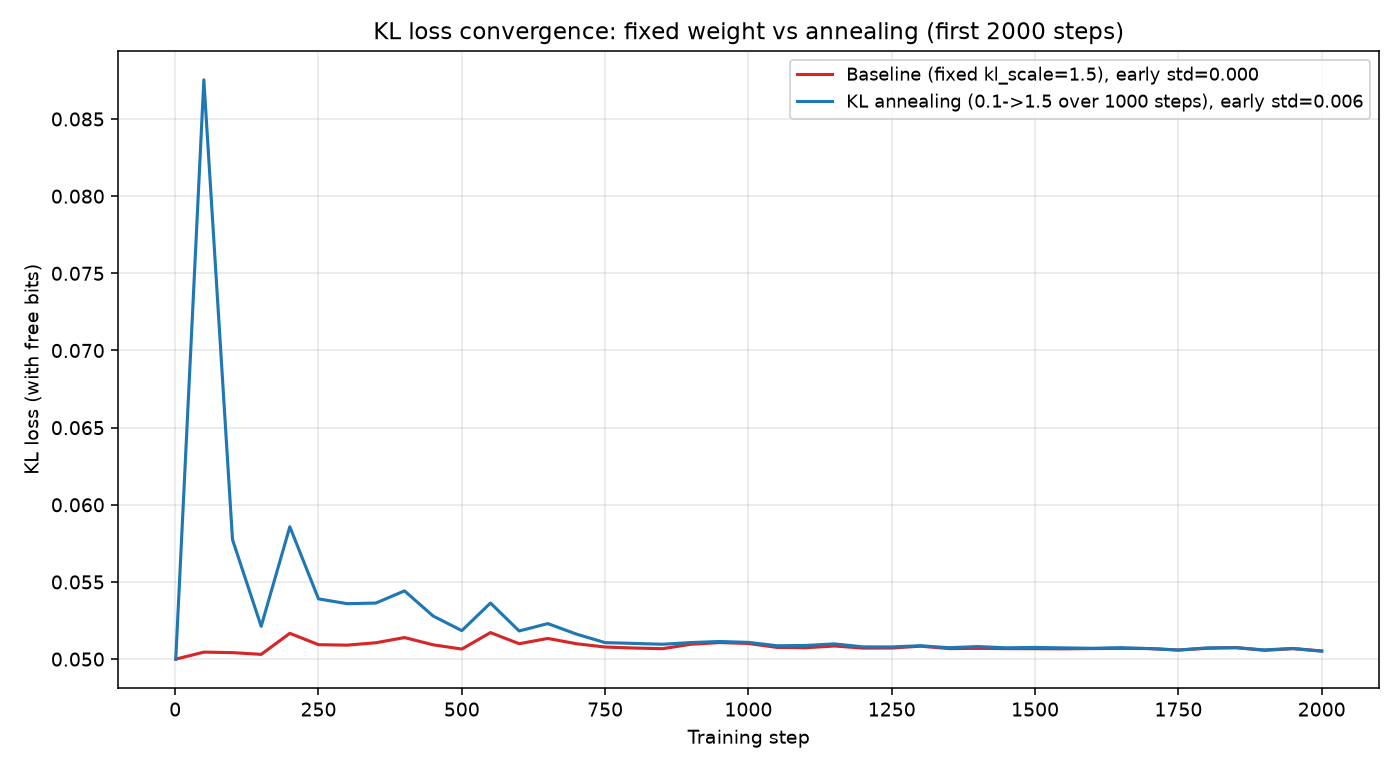 KL loss convergence: fixed weight vs annealing (first 2000 steps)
Baseline (fixed kl_scale=1.5), early std=0.000
KL annealing (0.1->1.5 over 1000 steps), early std=0.006
KL loss (with free bits)
0.085
0.080
0.075
0.070
0.065
0.060
0.055
0.050
0 250 500 750 1000 1250 1500 1750 2000
Training step